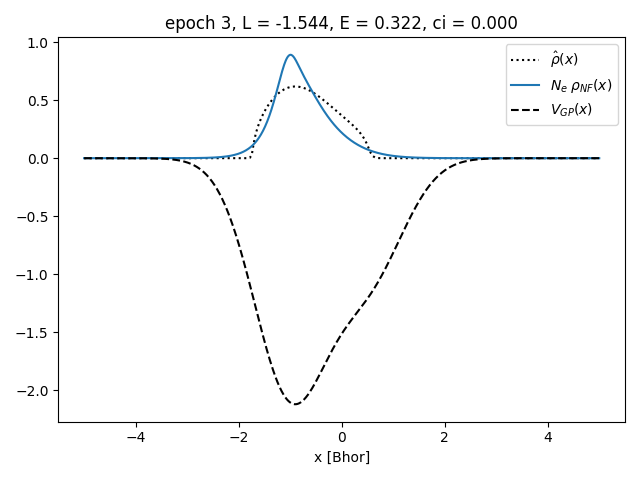 epoch 3, L = -1.544, E = 0.322, ci = 0.000
1.0
0.5
0.0
−0.5
−1.0
−1.5
−2.0
ρ̂(x)
N_e ρ_NF(x)
V_GP(x)
−4 −2 0 2 4
x [Bhor]